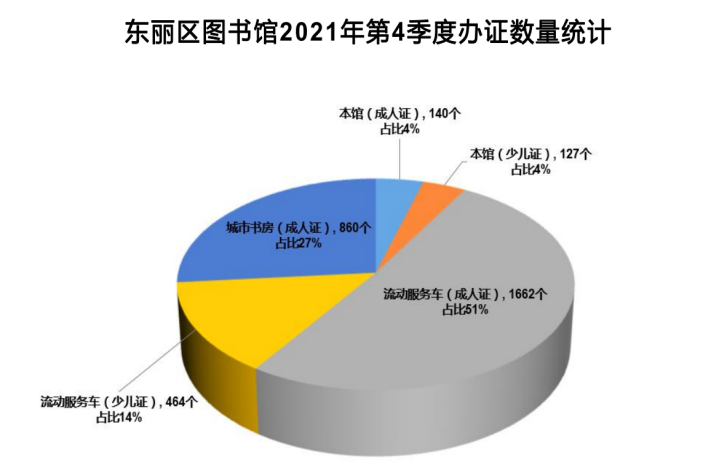 东丽区图书馆2021年第4季度办证数量统计
本馆（成人证）, 140个
占比4%
本馆（少儿证）, 127个
占比4%
城市书房（成人证）, 860个
占比27%
流动服务车（成人证）, 1662个
占比51%
流动服务车（少儿证）, 464个
占比14%